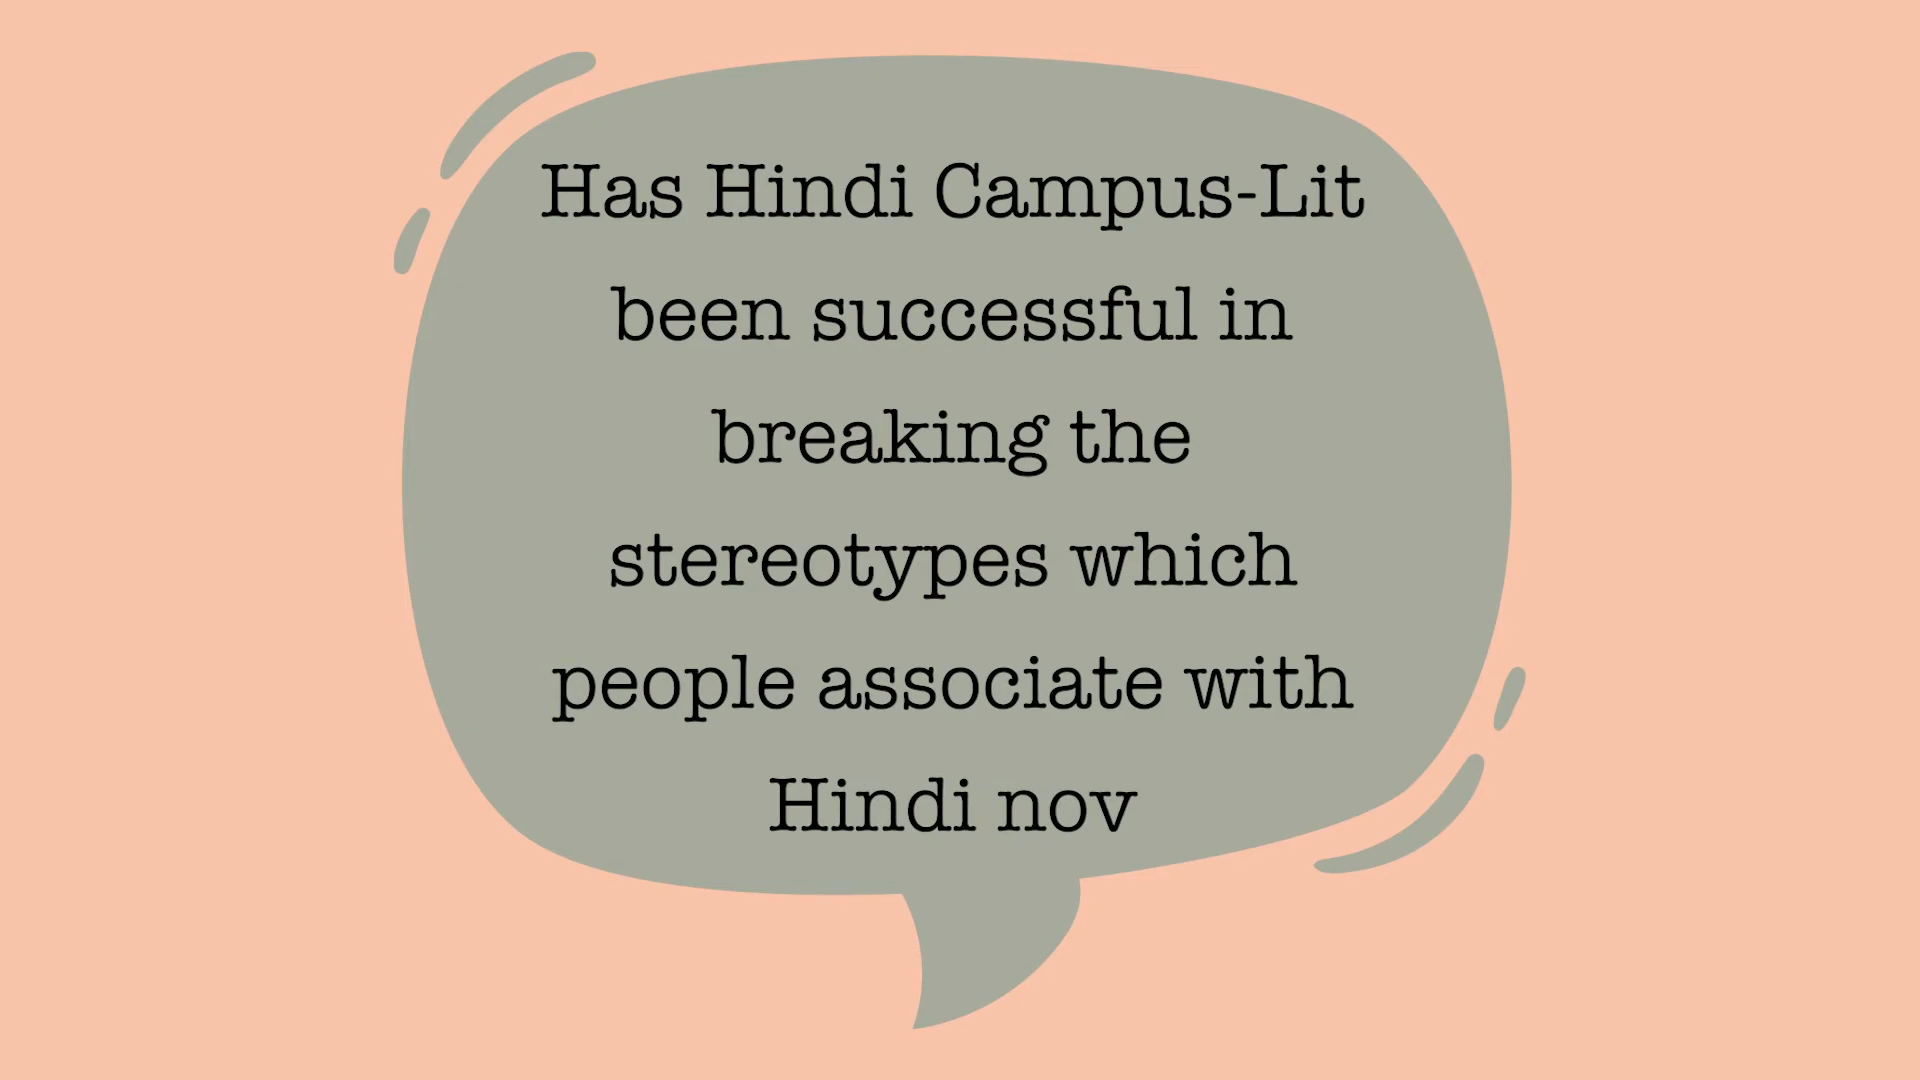 Has Hindi Campus-Lit
been successful in
breaking the
stereotypes which
people associate with
Hindi nov